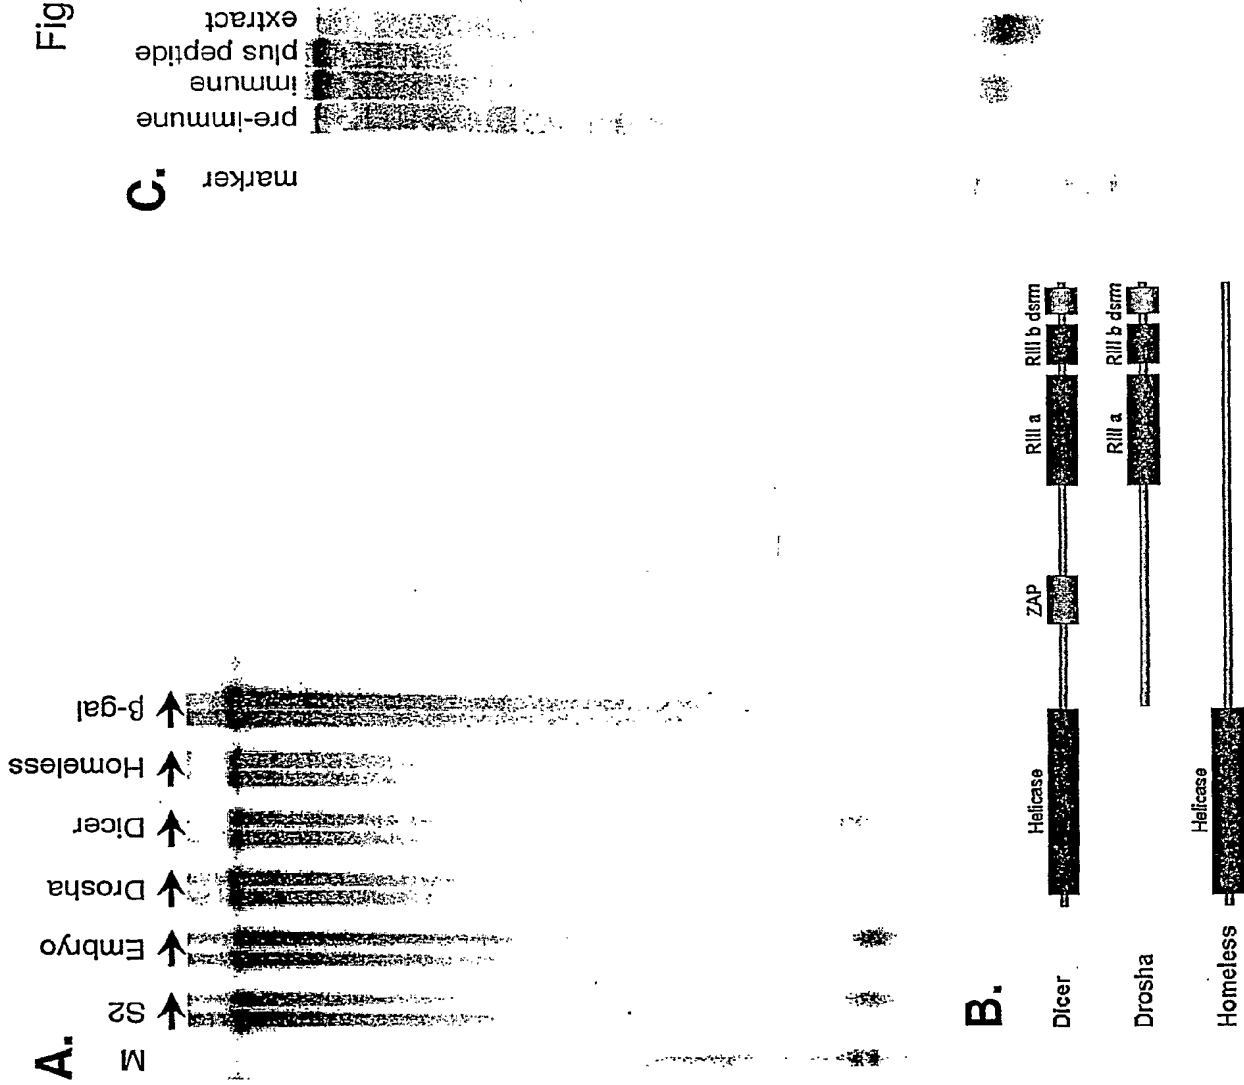 Fig
A.
M
S2
Embryo
Drosha
Dicer
Homeless
β-gal
B.
Dicer
Helicase
ZAP
RIII a
RIII b
dsrm
Drosha
RIII a
RIII b
dsrm
Homeless
Helicase
C.
marker
pre-immune
immune
plus peptide
extract